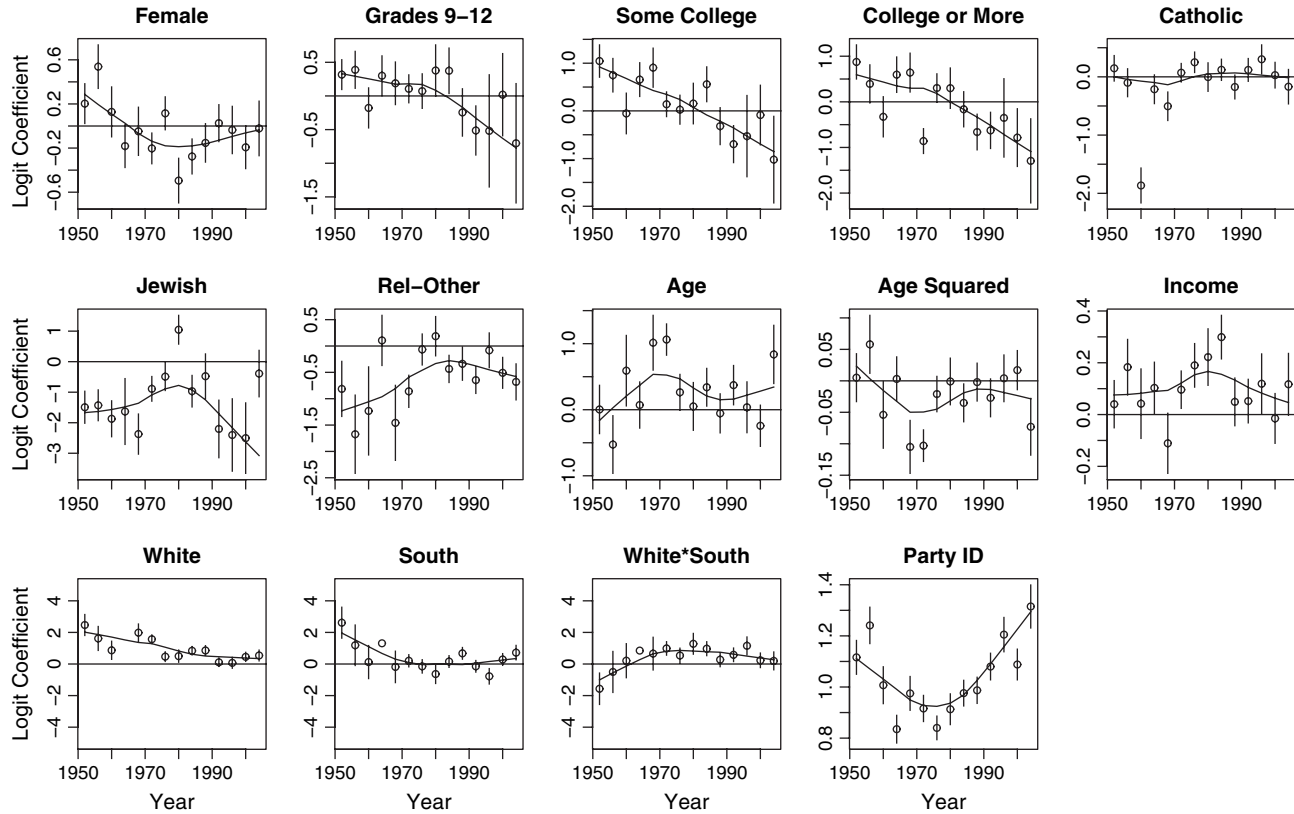 Female
Grades 9−12
Some College
College or More
Catholic
Logit Coefficient
0.6
0.2
−0.2
−0.6
1950 1970 1990
0.5
−0.5
−1.5
1950 1970 1990
1.0
0.0
−1.0
−2.0
1950 1970 1990
1.0
0.0
−1.0
−2.0
1950 1970 1990
0.0
−1.0
−2.0
1950 1970 1990
Jewish
Rel−Other
Age
Age Squared
Income
Logit Coefficient
1
0
−1
−2
−3
1950 1970 1990
0.5
−0.5
−1.5
−2.5
1950 1970 1990
1.0
0.0
−1.0
1950 1970 1990
0.05
−0.05
−0.15
1950 1970 1990
0.4
0.2
0.0
−0.2
1950 1970 1990
White
South
White*South
Party ID
Logit Coefficient
4
2
0
−2
−4
1950 1970 1990
Year
4
2
0
−2
−4
1950 1970 1990
Year
4
2
0
−2
−4
1950 1970 1990
Year
1.4
1.2
1.0
0.8
1950 1970 1990
Year